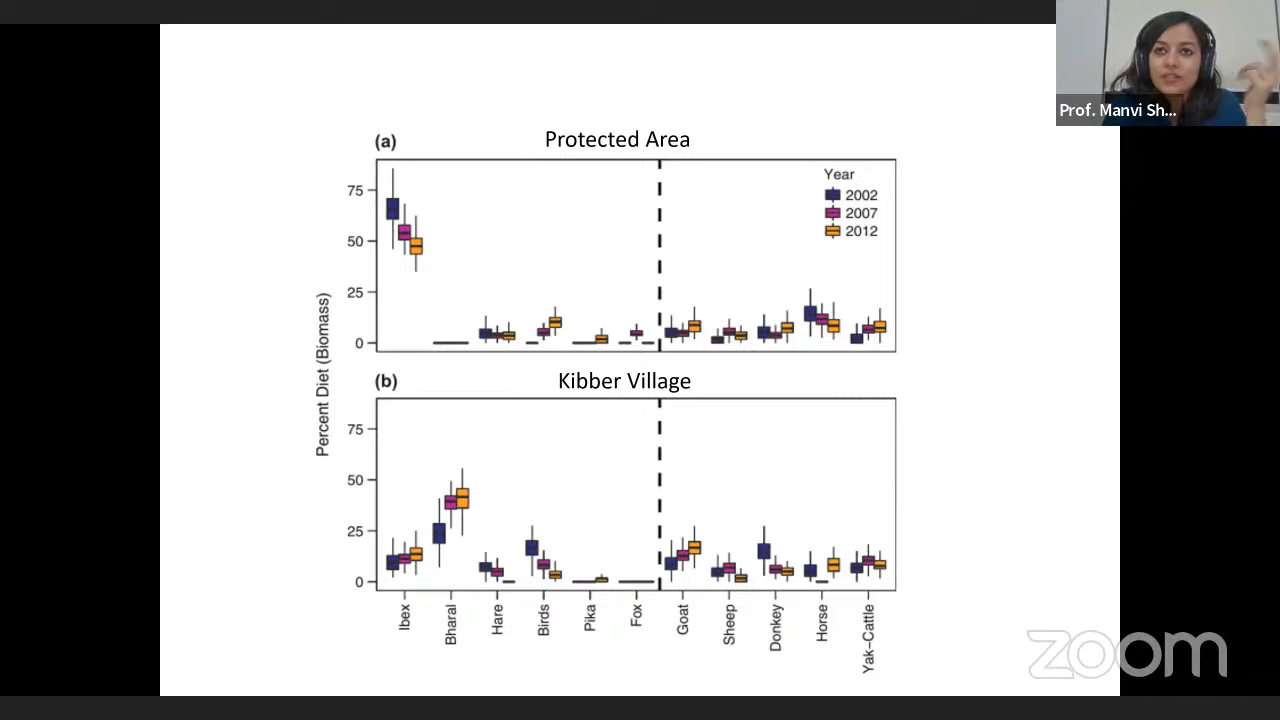 Prof. Manvi Sh...
(a) Protected Area
Year
2002
2007
2012
75
50
25
0
Percent Diet (Biomass)
(b) Kibber Village
75
50
25
0
Ibex
Bharal
Hare
Birds
Pika
Fox
Goat
Sheep
Donkey
Horse
Yak-Cattle
zoom